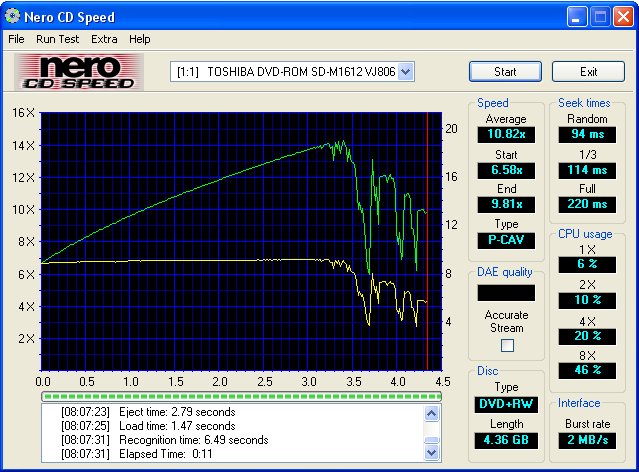 Nero CD Speed
File Run Test Extra Help
nero
CD SPEED
[1:1] TOSHIBA DVD-ROM SD-M1612 VJ806
Start
Exit
16 X
14 X
12 X
10 X
8 X
6 X
4 X
2 X
20
16
12
8
4
0.0 0.5 1.0 1.5 2.0 2.5 3.0 3.5 4.0 4.5
[08:07:23] Eject time: 2.79 seconds
[08:07:25] Load time: 1.47 seconds
[08:07:31] Recognition time: 6.49 seconds
[08:07:31] Elapsed Time: 0:11
Speed
Average
10.82x
Start
6.58x
End
9.81x
Type
P-CAV
DAE quality
Accurate
Stream
Disc
Type
DVD+RW
Length
4.36 GB
Seek times
Random
94 ms
1/3
114 ms
Full
220 ms
CPU usage
1 X
6 %
2 X
10 %
4 X
20 %
8 X
46 %
Interface
Burst rate
2 MB/s